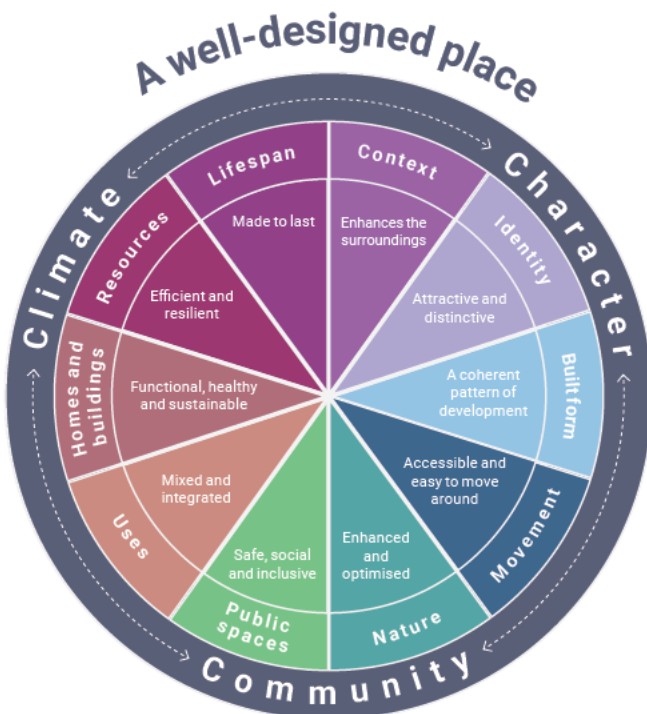 A well-designed place
Climate
Character
Community
Context
Enhances the
surroundings
Identity
Attractive and
distinctive
Built form
A coherent
pattern of
development
Movement
Accessible and
easy to move
around
Nature
Enhanced
and
optimised
Public
spaces
Safe, social
and inclusive
Uses
Mixed and
integrated
Homes and
buildings
Functional, healthy
and sustainable
Resources
Efficient and
resilient
Lifespan
Made to last